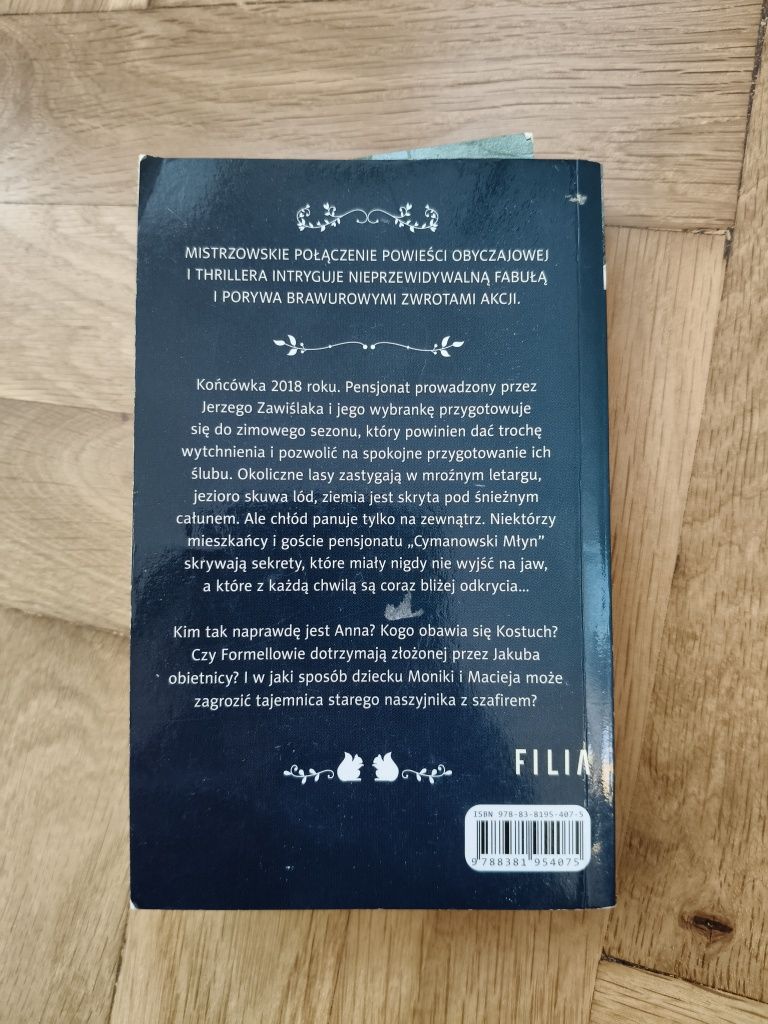 MISTRZOWSKIE POŁĄCZENIE POWIEŚCI OBYCZAJOWEJ
I THRILLERA INTRYGUJE NIEPRZEWIDYWALNĄ FABUŁĄ
I PORYWA BRAWUROWYMI ZWROTAMI AKCJI.
Końcówka 2018 roku. Pensjonat prowadzony przez
Jerzego Zawiślaka i jego wybrankę przygotowuje
się do zimowego sezonu, który powinien dać trochę
wytchnienia i pozwolić na spokojne przygotowanie ich
ślubu. Okoliczne lasy zastygają w mroźnym letargu,
jezioro skuwa lód, ziemia jest skryta pod śnieżnym
całunem. Ale chłód panuje tylko na zewnątrz. Niektórzy
mieszkańcy i goście pensjonatu „Cymanowski Młyn”
skrywają sekrety, które miały nigdy nie wyjść na jaw,
a które z każdą chwilą są coraz bliżej odkrycia...
Kim tak naprawdę jest Anna? Kogo obawia się Kostuch?
Czy Formellowie dotrzymają złożonej przez Jakuba
obietnicy? I w jaki sposób dziecku Moniki i Macieja może
zagrozić tajemnica starego naszyjnika z szafirem?
FILIA
ISBN 978-83-8195-407-5
9 788381 954075